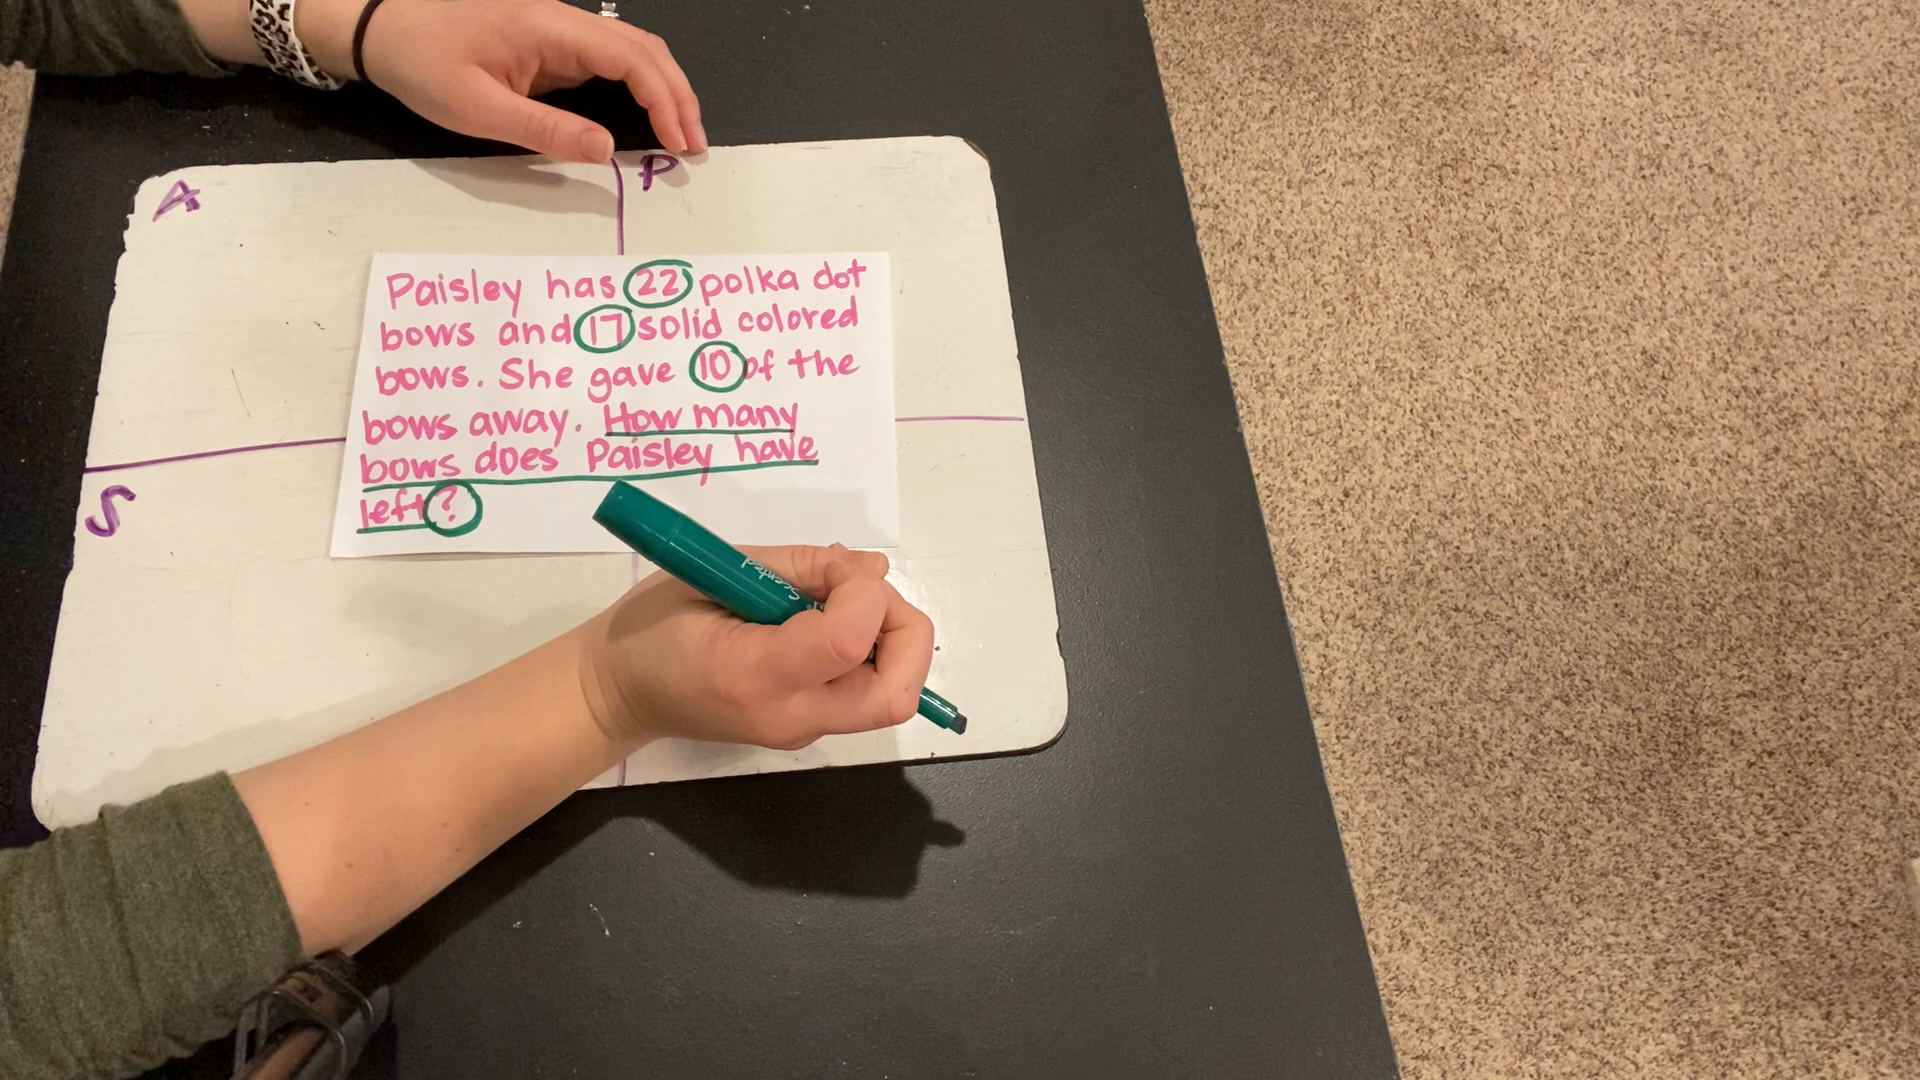 A
P
Paisley has 22 polka dot
bows and 17 solid colored
bows. She gave 10 of the
bows away. How many
bows does Paisley have
left?
S
Scented